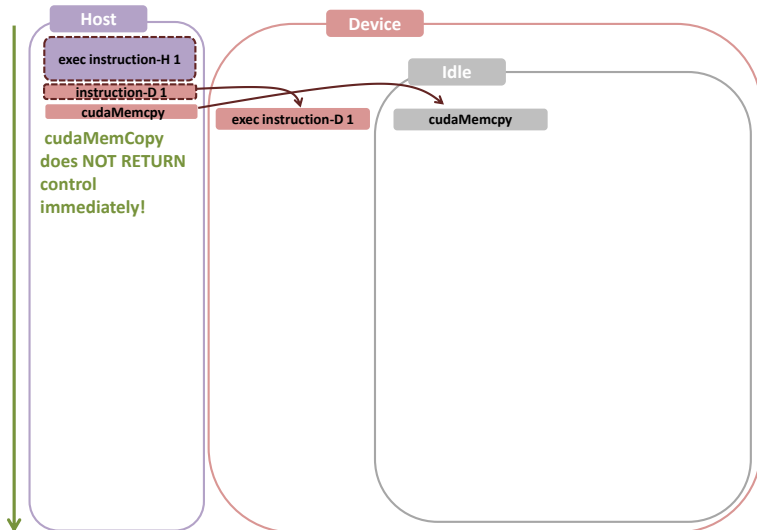 Host
Device
exec instruction-H 1
Idle
instruction-D 1
cudaMemcpy
exec instruction-D 1
cudaMemcpy
cudaMemCopy
does NOT RETURN
control
immediately!